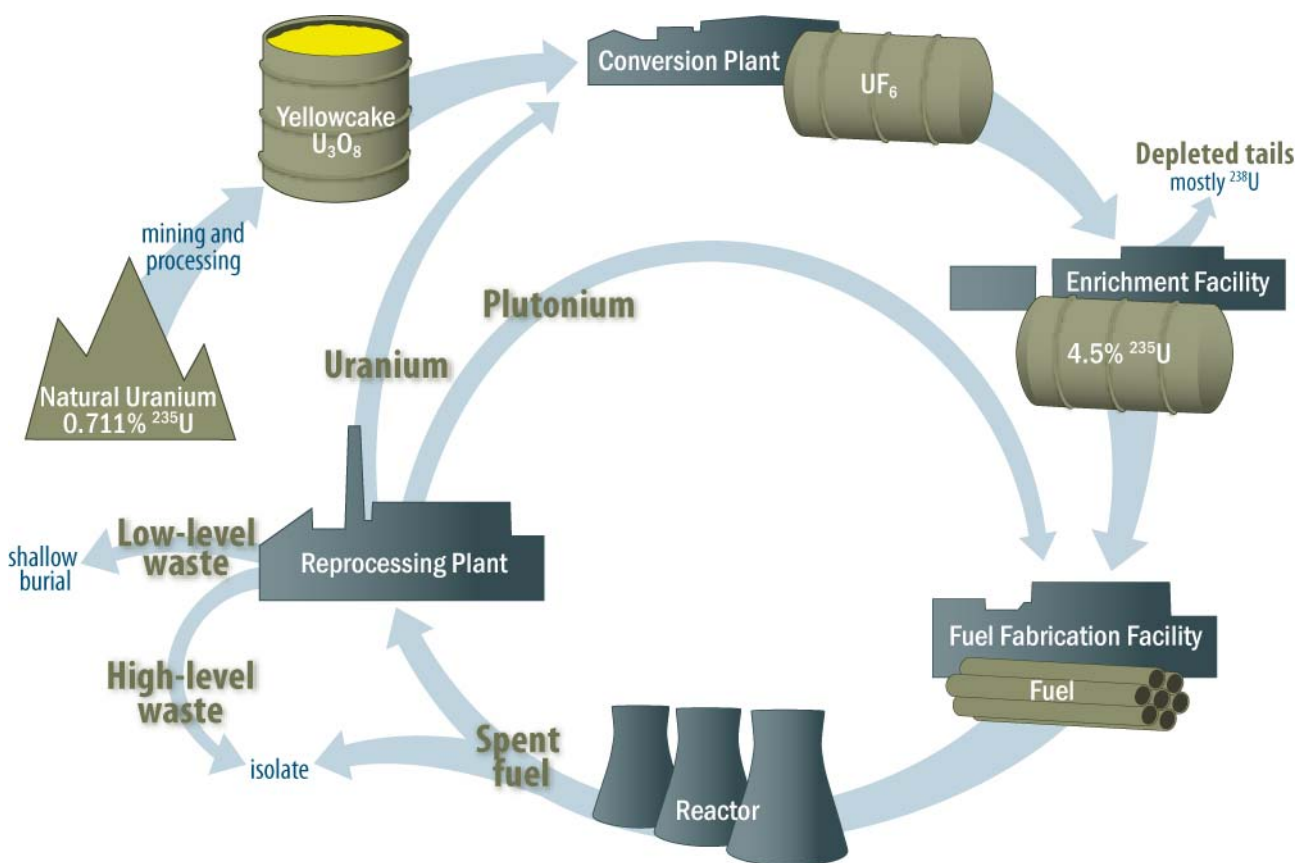 Conversion Plant
UF₆
Yellowcake
U₃O₈
Depleted tails
mostly ²³⁸U
mining and
processing
Enrichment Facility
4.5% ²³⁵U
Plutonium
Uranium
Natural Uranium
0.711% ²³⁵U
Low-level
waste
shallow
burial
Reprocessing Plant
Fuel Fabrication Facility
Fuel
High-level
waste
Spent
fuel
isolate
Reactor